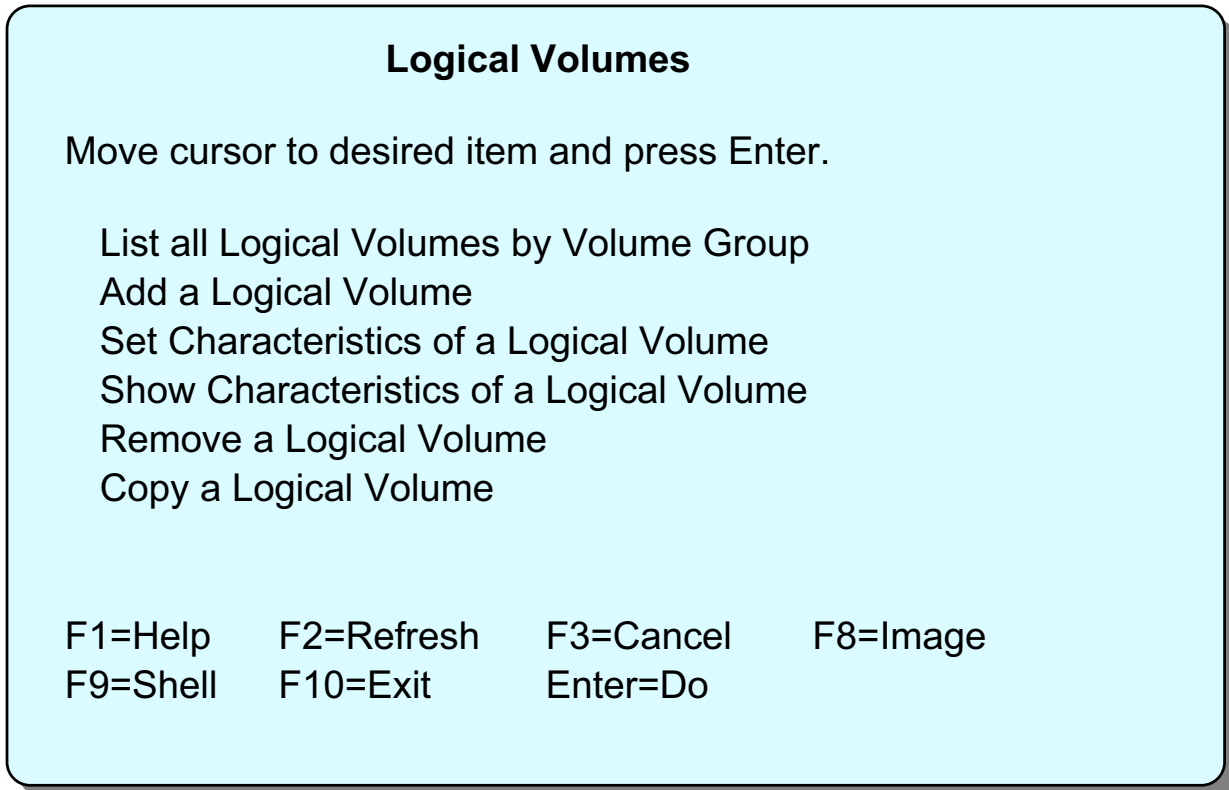 Logical Volumes
Move cursor to desired item and press Enter.
List all Logical Volumes by Volume Group
Add a Logical Volume
Set Characteristics of a Logical Volume
Show Characteristics of a Logical Volume
Remove a Logical Volume
Copy a Logical Volume
F1=Help F2=Refresh F3=Cancel F8=Image
F9=Shell F10=Exit Enter=Do